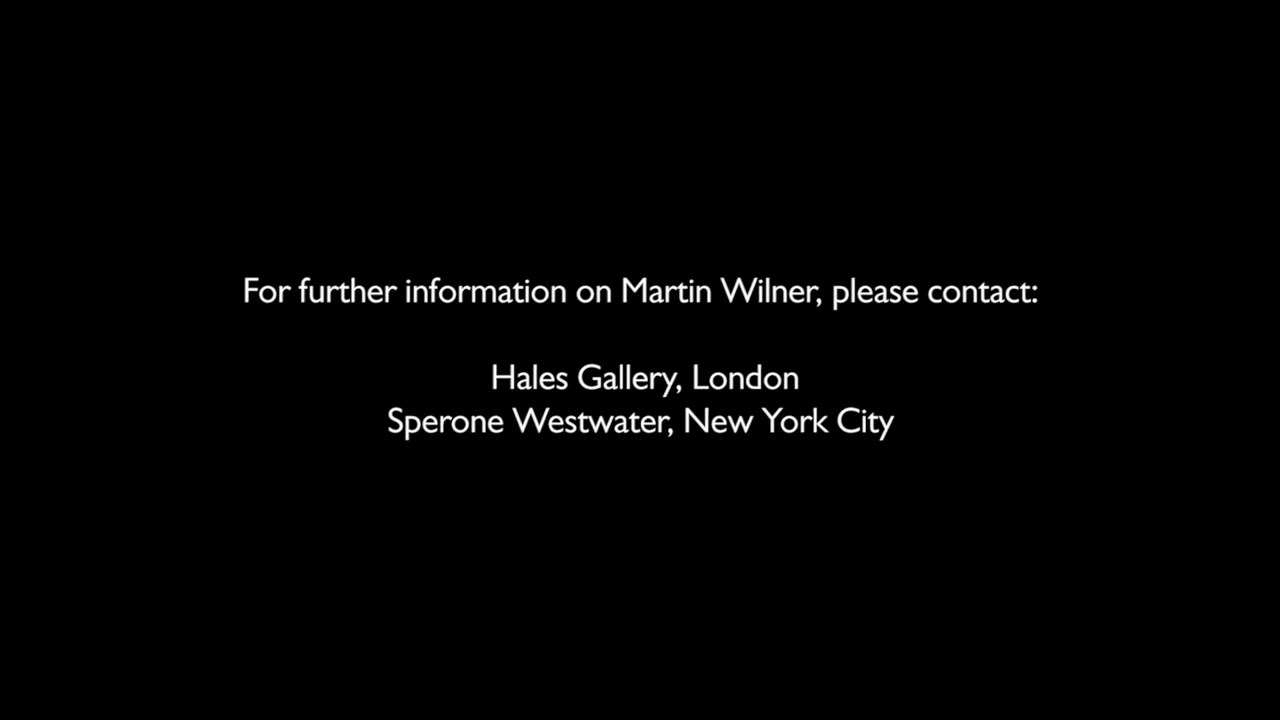 For further information on Martin Wilner, please contact:
Hales Gallery, London
Sperone Westwater, New York City